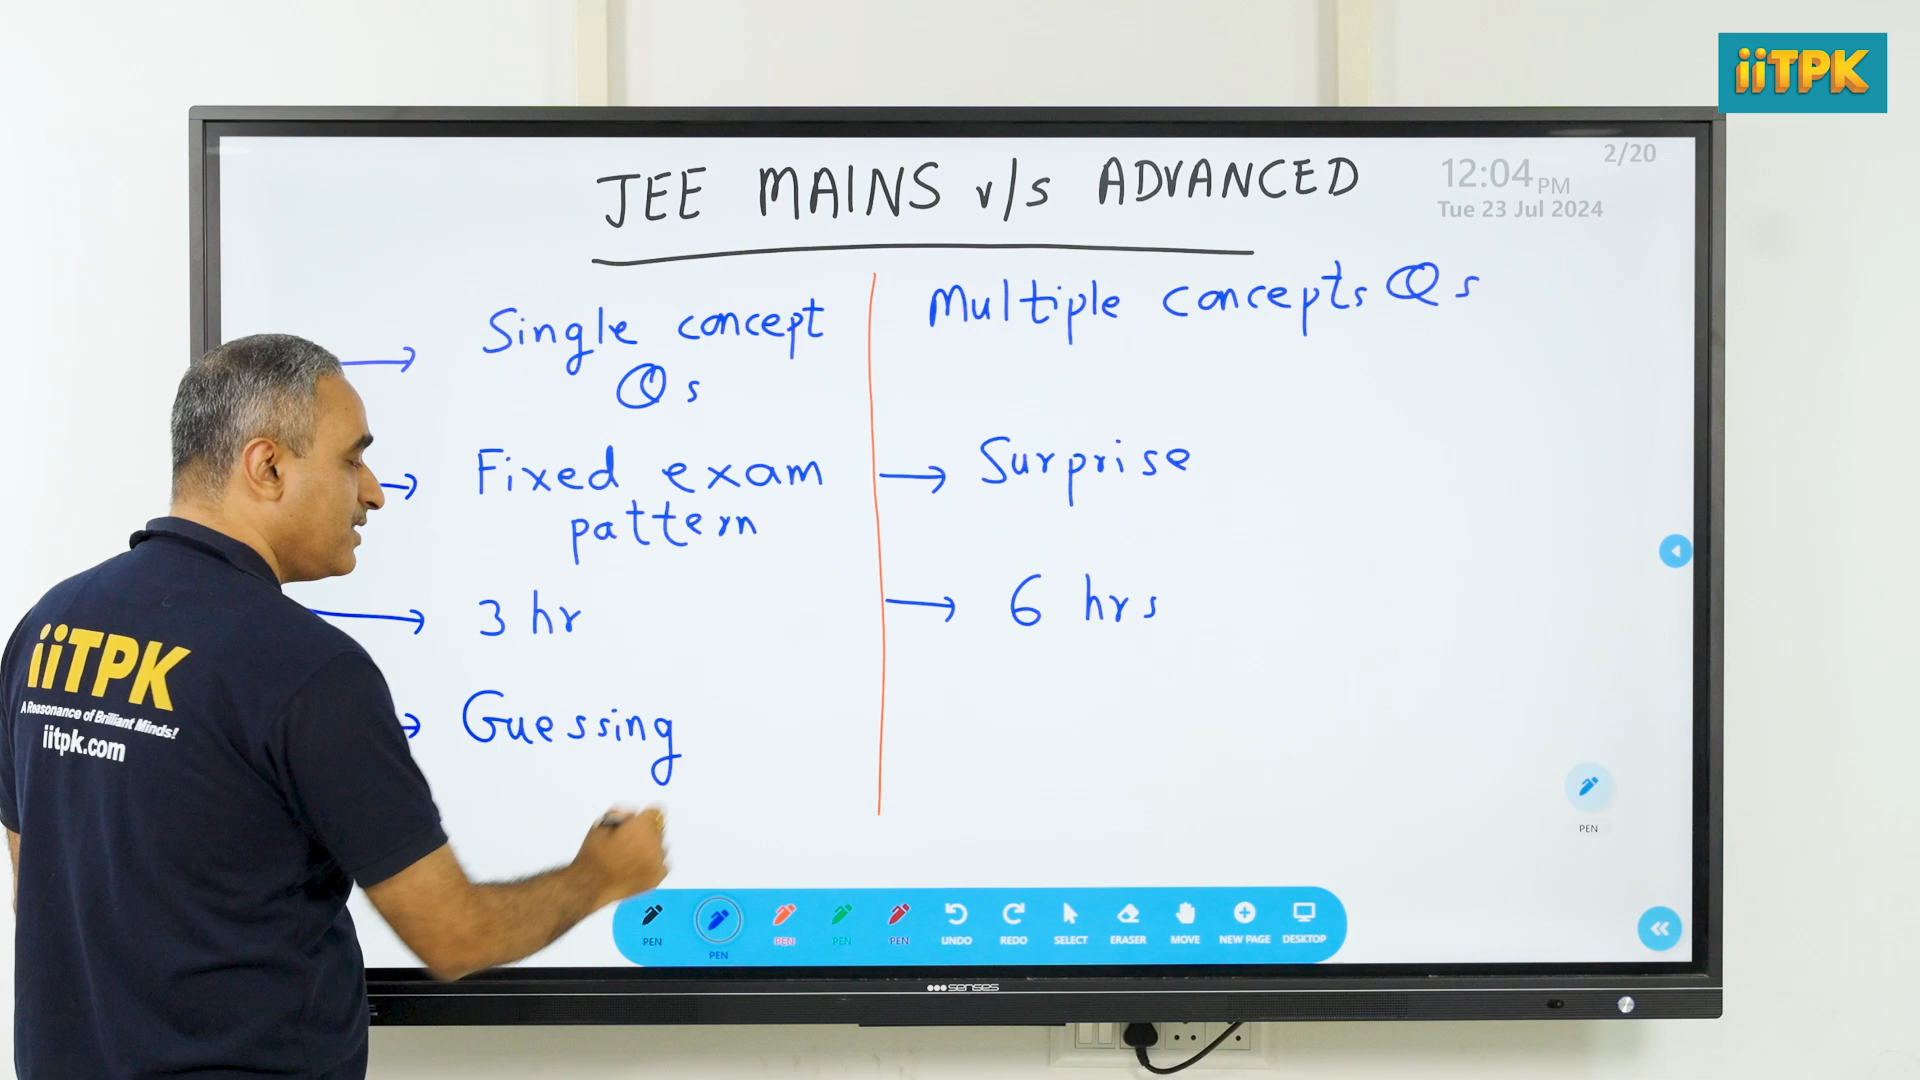 iiTPK
2/20
12:04 PM
Tue 23 Jul 2024
JEE MAINS v/s ADVANCED
Single concept
Qs
Multiple concepts Qs
Fixed exam
pattern
Surprise
3 hr
6 hrs
Guessing
iiTPK
A Reasonance of Brilliant Minds!
iitpk.com
PEN
PEN
PEN
PEN
PEN
PEN
UNDO
REDO
SELECT
ERASER
MOVE
NEW PAGE
DESKTOP
senses